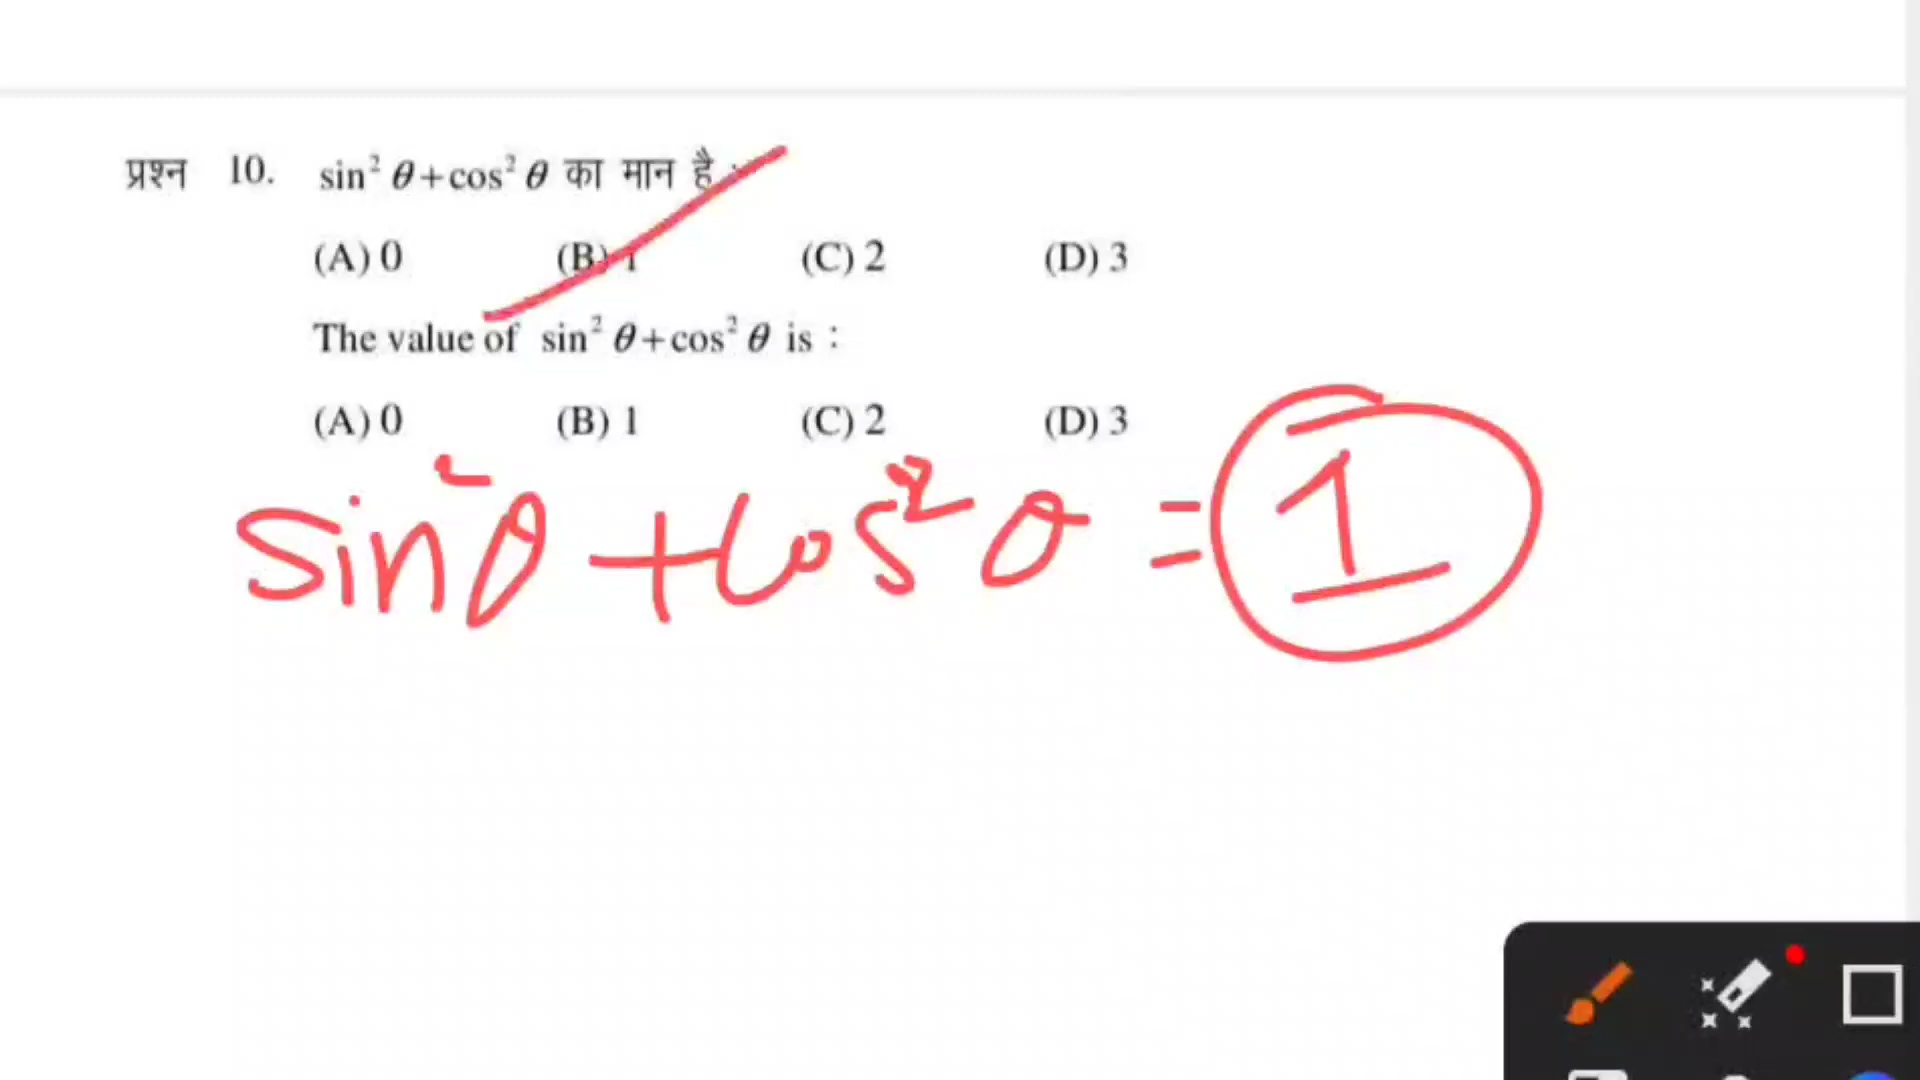 प्रश्न 10. sin² θ+cos² θ का मान है :
(A) 0 (B) 1 (C) 2 (D) 3
The value of sin² θ+cos² θ is :
(A) 0 (B) 1 (C) 2 (D) 3
sin²θ + cos²θ = 1